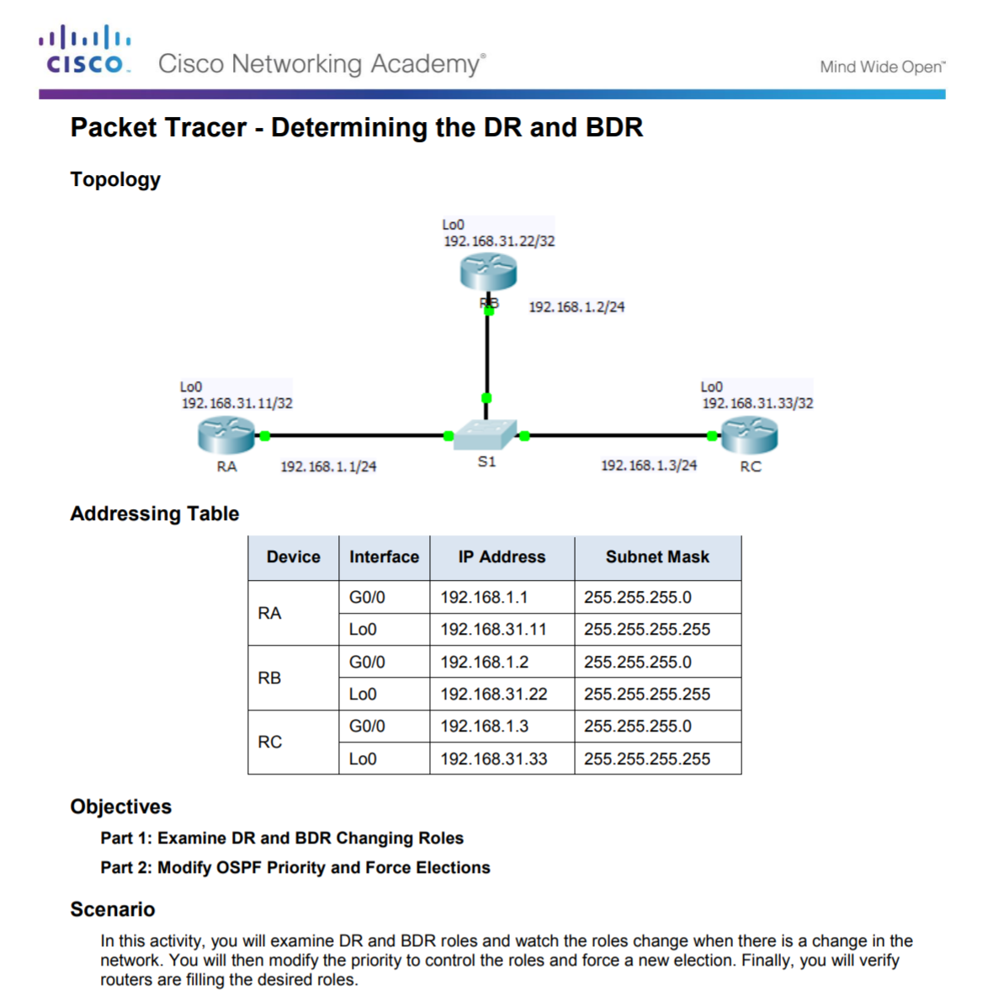 CISCO™ Cisco Networking Academy® Mind Wide Open™
Packet Tracer - Determining the DR and BDR
Topology
Lo0
192.168.31.22/32
RB
192.168.1.2/24
Lo0
192.168.31.11/32
Lo0
192.168.31.33/32
RA
192.168.1.1/24
S1
192.168.1.3/24
RC
Addressing Table
Device Interface IP Address Subnet Mask
RA G0/0 192.168.1.1 255.255.255.0
Lo0 192.168.31.11 255.255.255.255
RB G0/0 192.168.1.2 255.255.255.0
Lo0 192.168.31.22 255.255.255.255
RC G0/0 192.168.1.3 255.255.255.0
Lo0 192.168.31.33 255.255.255.255
Objectives
Part 1: Examine DR and BDR Changing Roles
Part 2: Modify OSPF Priority and Force Elections
Scenario
In this activity, you will examine DR and BDR roles and watch the roles change when there is a change in the
network. You will then modify the priority to control the roles and force a new election. Finally, you will verify
routers are filling the desired roles.